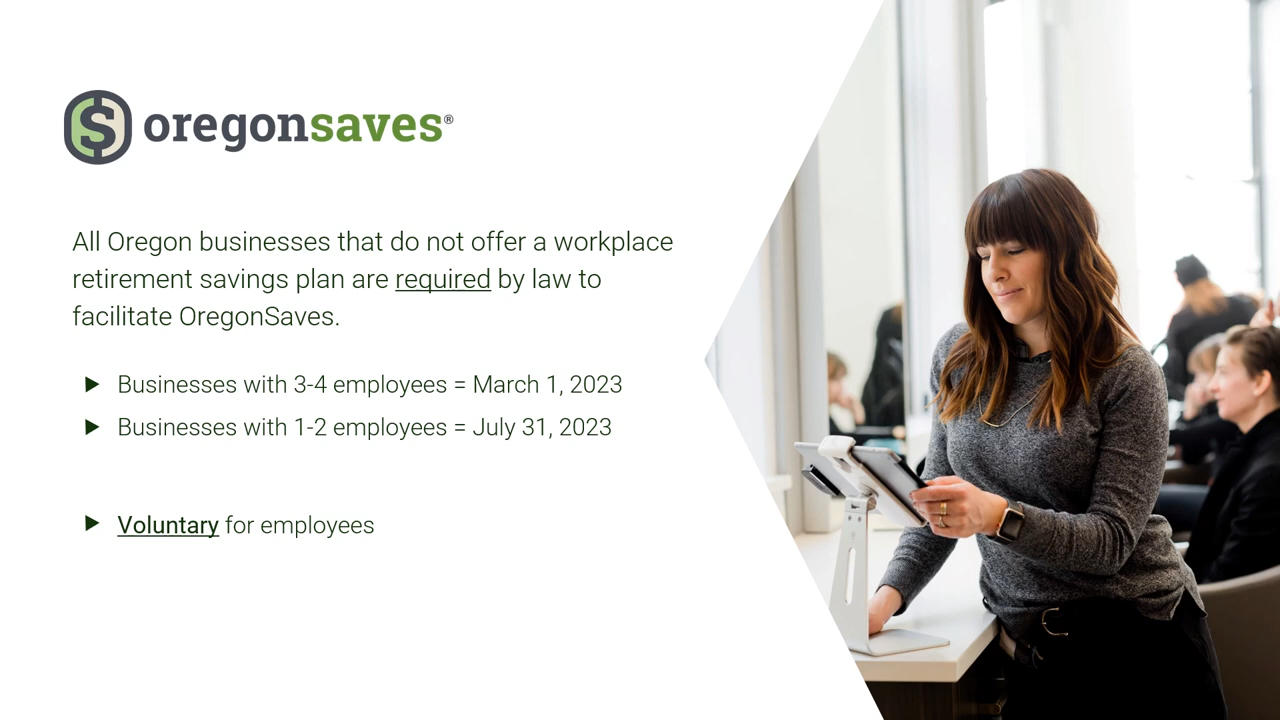 oregonsaves®
All Oregon businesses that do not offer a workplace
retirement savings plan are required by law to
facilitate OregonSaves.
▶ Businesses with 3-4 employees = March 1, 2023
▶ Businesses with 1-2 employees = July 31, 2023
▶ Voluntary for employees